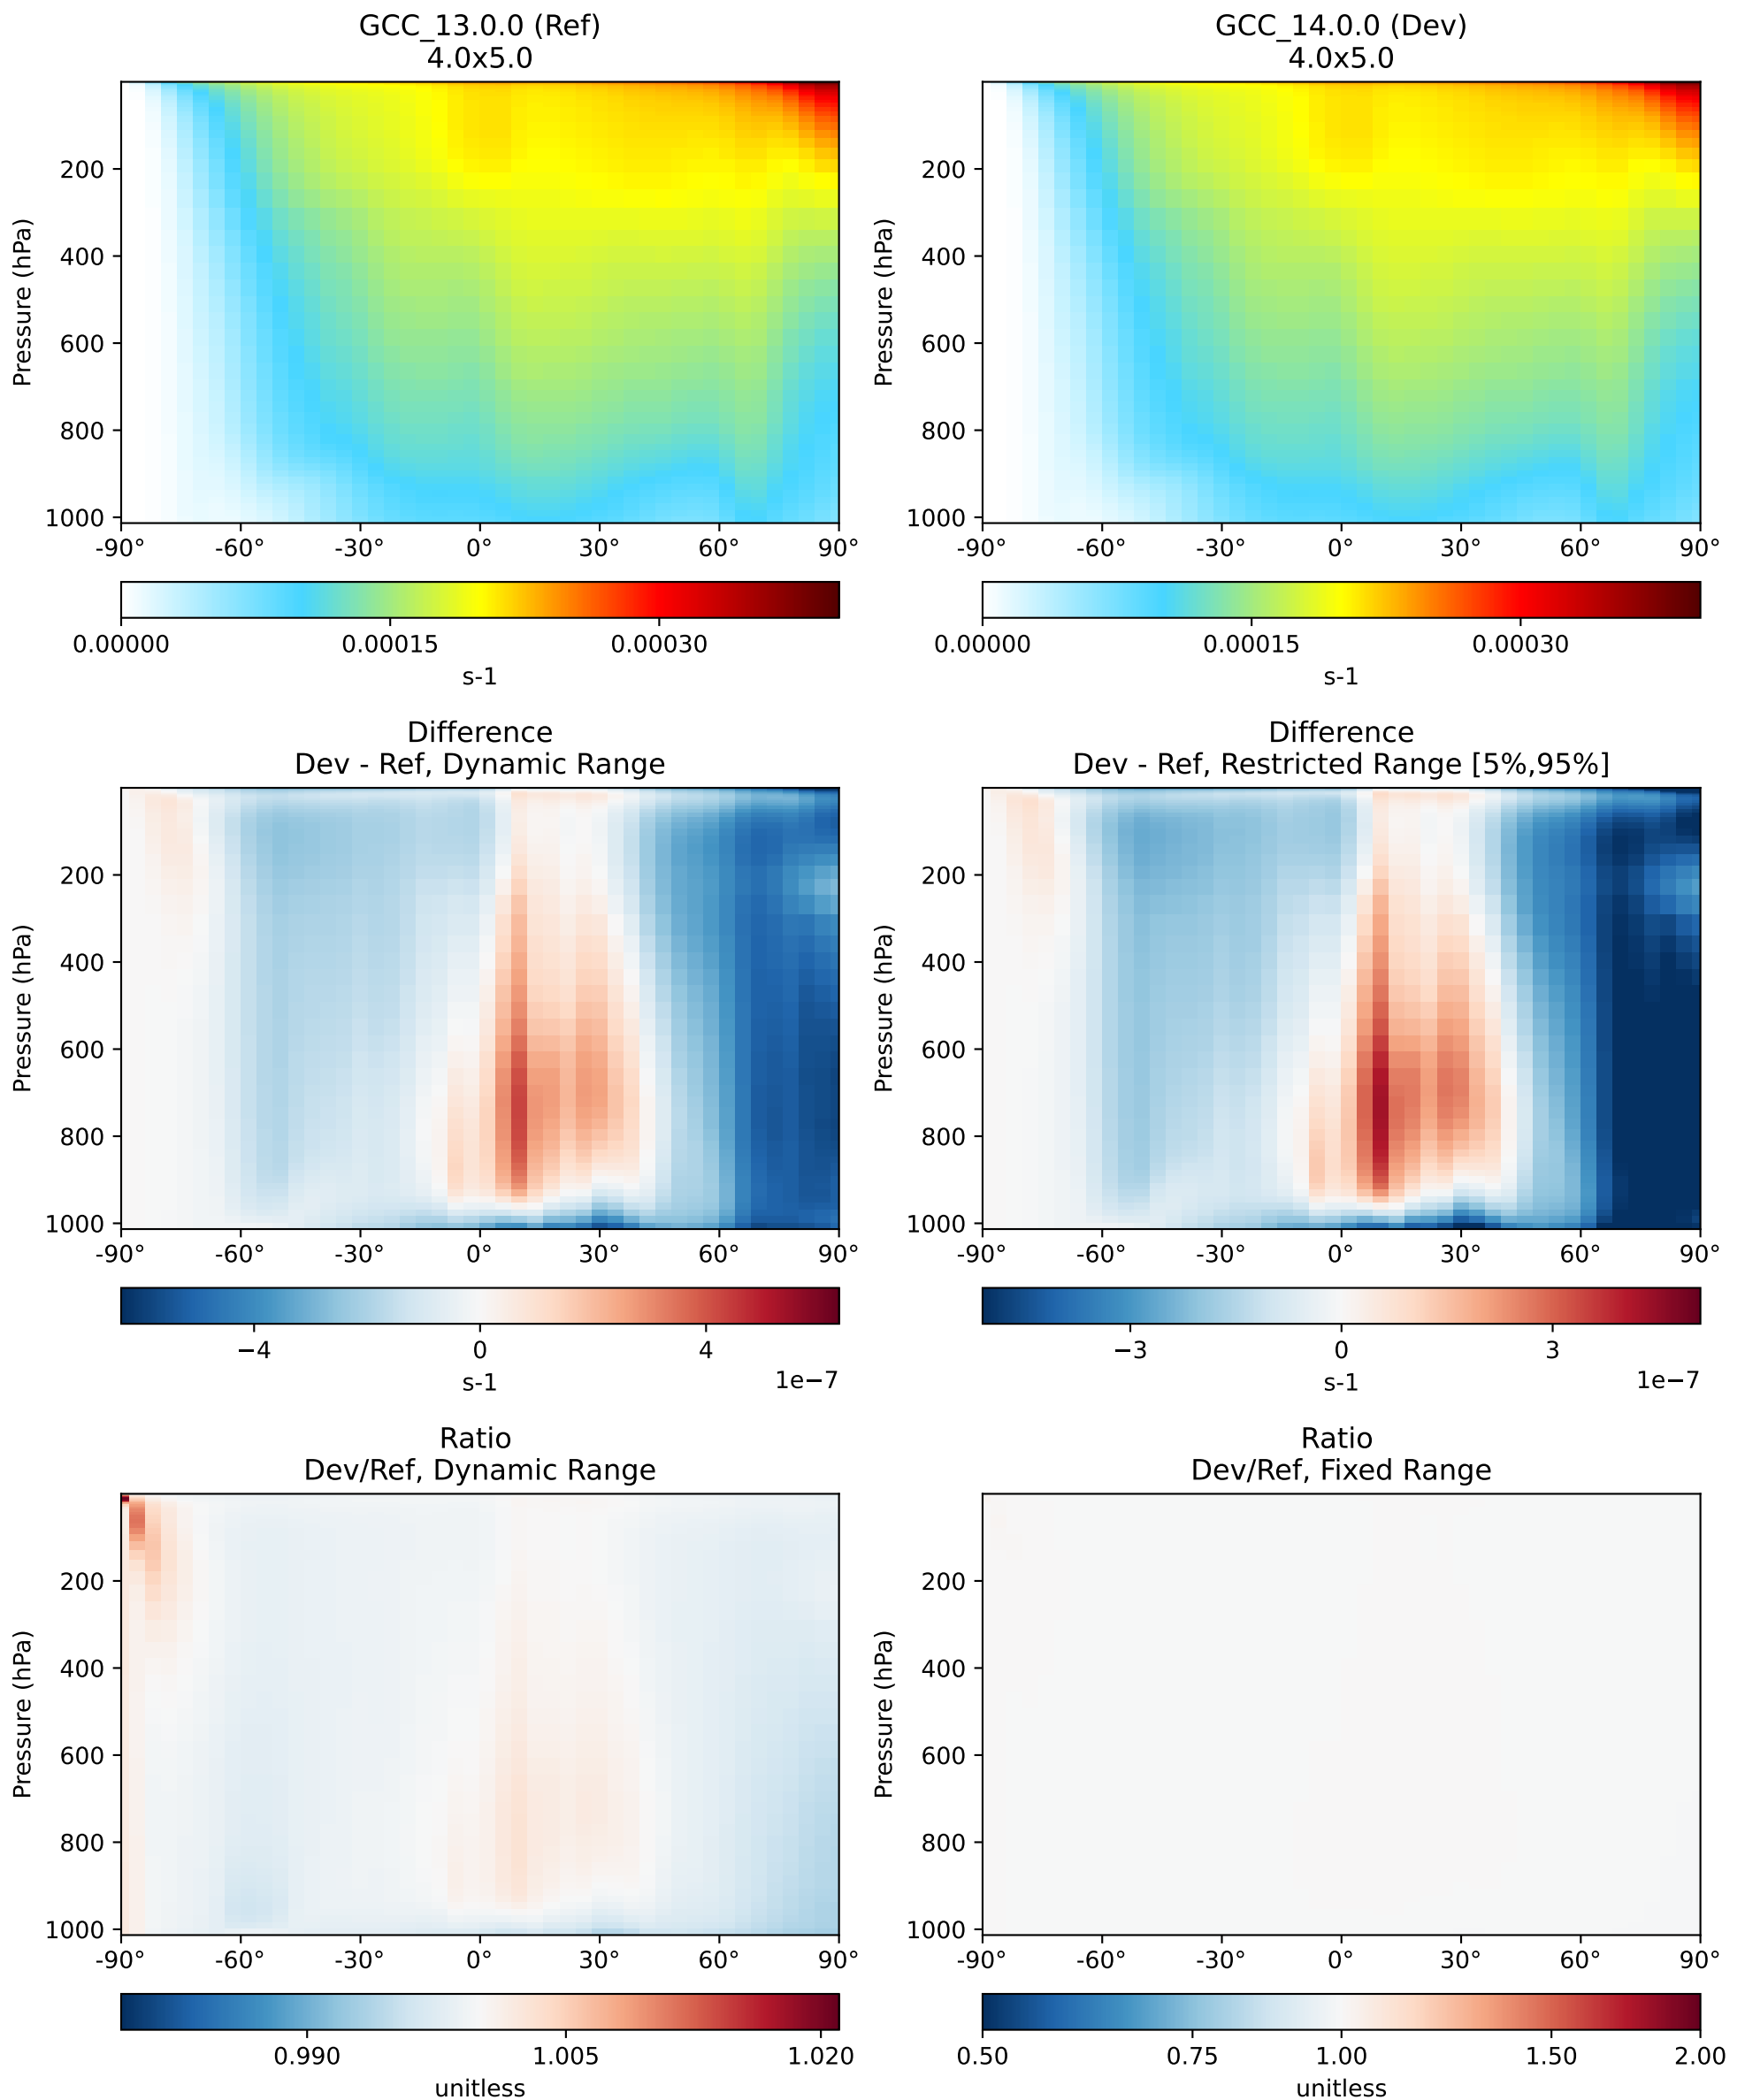 GCC_13.0.0 (Ref)
4.0x5.0
Pressure (hPa)
200
400
600
800
1000
-90° -60° -30° 0° 30° 60° 90°
0.00000 0.00015 0.00030
s-1
GCC_14.0.0 (Dev)
4.0x5.0
Pressure (hPa)
200
400
600
800
1000
-90° -60° -30° 0° 30° 60° 90°
0.00000 0.00015 0.00030
s-1
Difference
Dev - Ref, Dynamic Range
Pressure (hPa)
200
400
600
800
1000
-90° -60° -30° 0° 30° 60° 90°
−4 0 4
s-1 1e−7
Difference
Dev - Ref, Restricted Range [5%,95%]
Pressure (hPa)
200
400
600
800
1000
-90° -60° -30° 0° 30° 60° 90°
−3 0 3
s-1 1e−7
Ratio
Dev/Ref, Dynamic Range
Pressure (hPa)
200
400
600
800
1000
-90° -60° -30° 0° 30° 60° 90°
0.990 1.005 1.020
unitless
Ratio
Dev/Ref, Fixed Range
Pressure (hPa)
200
400
600
800
1000
-90° -60° -30° 0° 30° 60° 90°
0.50 0.75 1.00 1.50 2.00
unitless